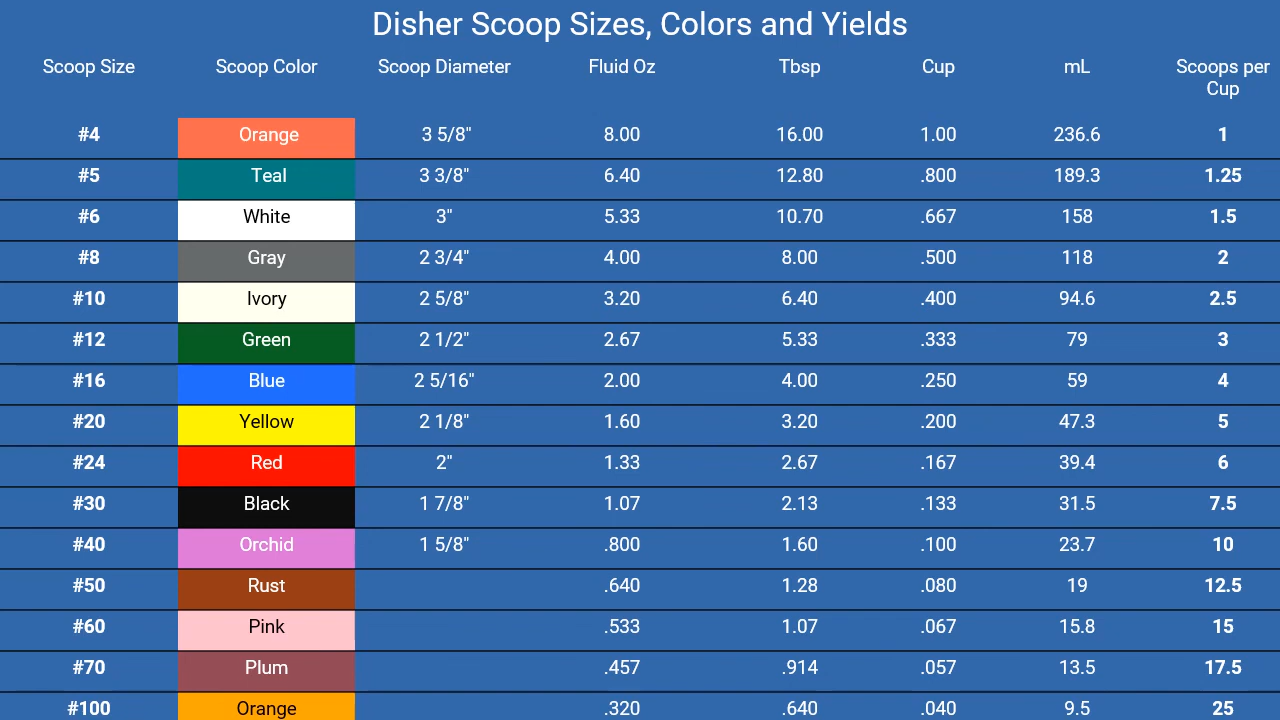 Disher Scoop Sizes, Colors and Yields
Scoop Size Scoop Color Scoop Diameter Fluid Oz Tbsp Cup mL Scoops per Cup
#4 Orange 3 5/8" 8.00 16.00 1.00 236.6 1
#5 Teal 3 3/8" 6.40 12.80 .800 189.3 1.25
#6 White 3" 5.33 10.70 .667 158 1.5
#8 Gray 2 3/4" 4.00 8.00 .500 118 2
#10 Ivory 2 5/8" 3.20 6.40 .400 94.6 2.5
#12 Green 2 1/2" 2.67 5.33 .333 79 3
#16 Blue 2 5/16" 2.00 4.00 .250 59 4
#20 Yellow 2 1/8" 1.60 3.20 .200 47.3 5
#24 Red 2" 1.33 2.67 .167 39.4 6
#30 Black 1 7/8" 1.07 2.13 .133 31.5 7.5
#40 Orchid 1 5/8" .800 1.60 .100 23.7 10
#50 Rust .640 1.28 .080 19 12.5
#60 Pink .533 1.07 .067 15.8 15
#70 Plum .457 .914 .057 13.5 17.5
#100 Orange .320 .640 .040 9.5 25